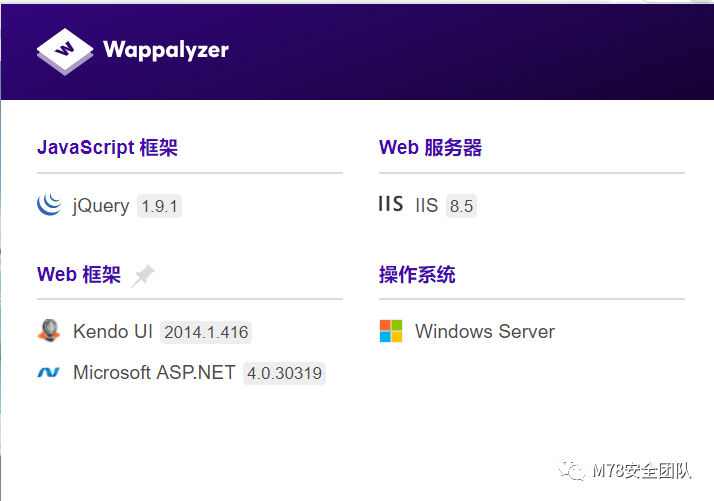 Wappalyzer
JavaScript 框架
jQuery 1.9.1
Web 服务器
IIS IIS 8.5
Web 框架
Kendo UI 2014.1.416
Microsoft ASP.NET 4.0.30319
操作系统
Windows Server
M78安全团队